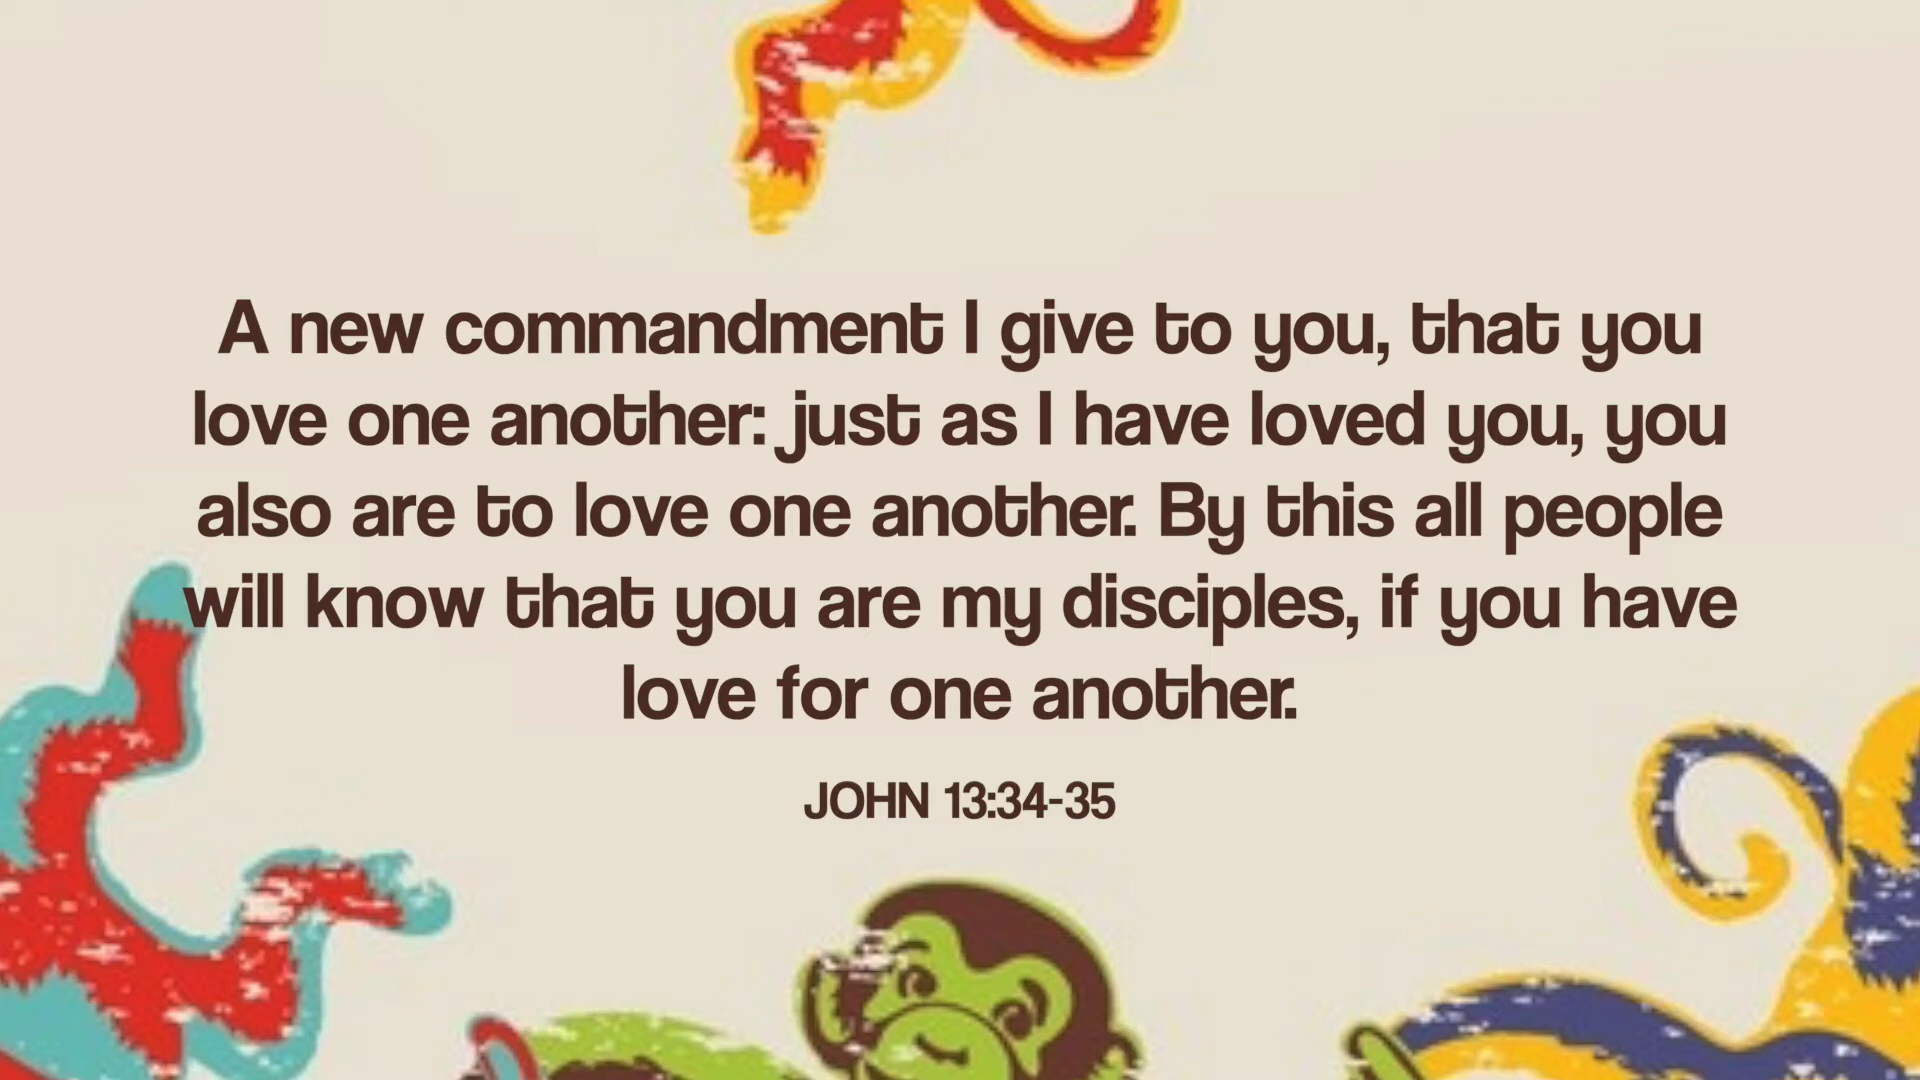 A new commandment I give to you, that you
love one another: just as I have loved you, you
also are to love one another. By this all people
will know that you are my disciples, if you have
love for one another.
JOHN 13:34-35